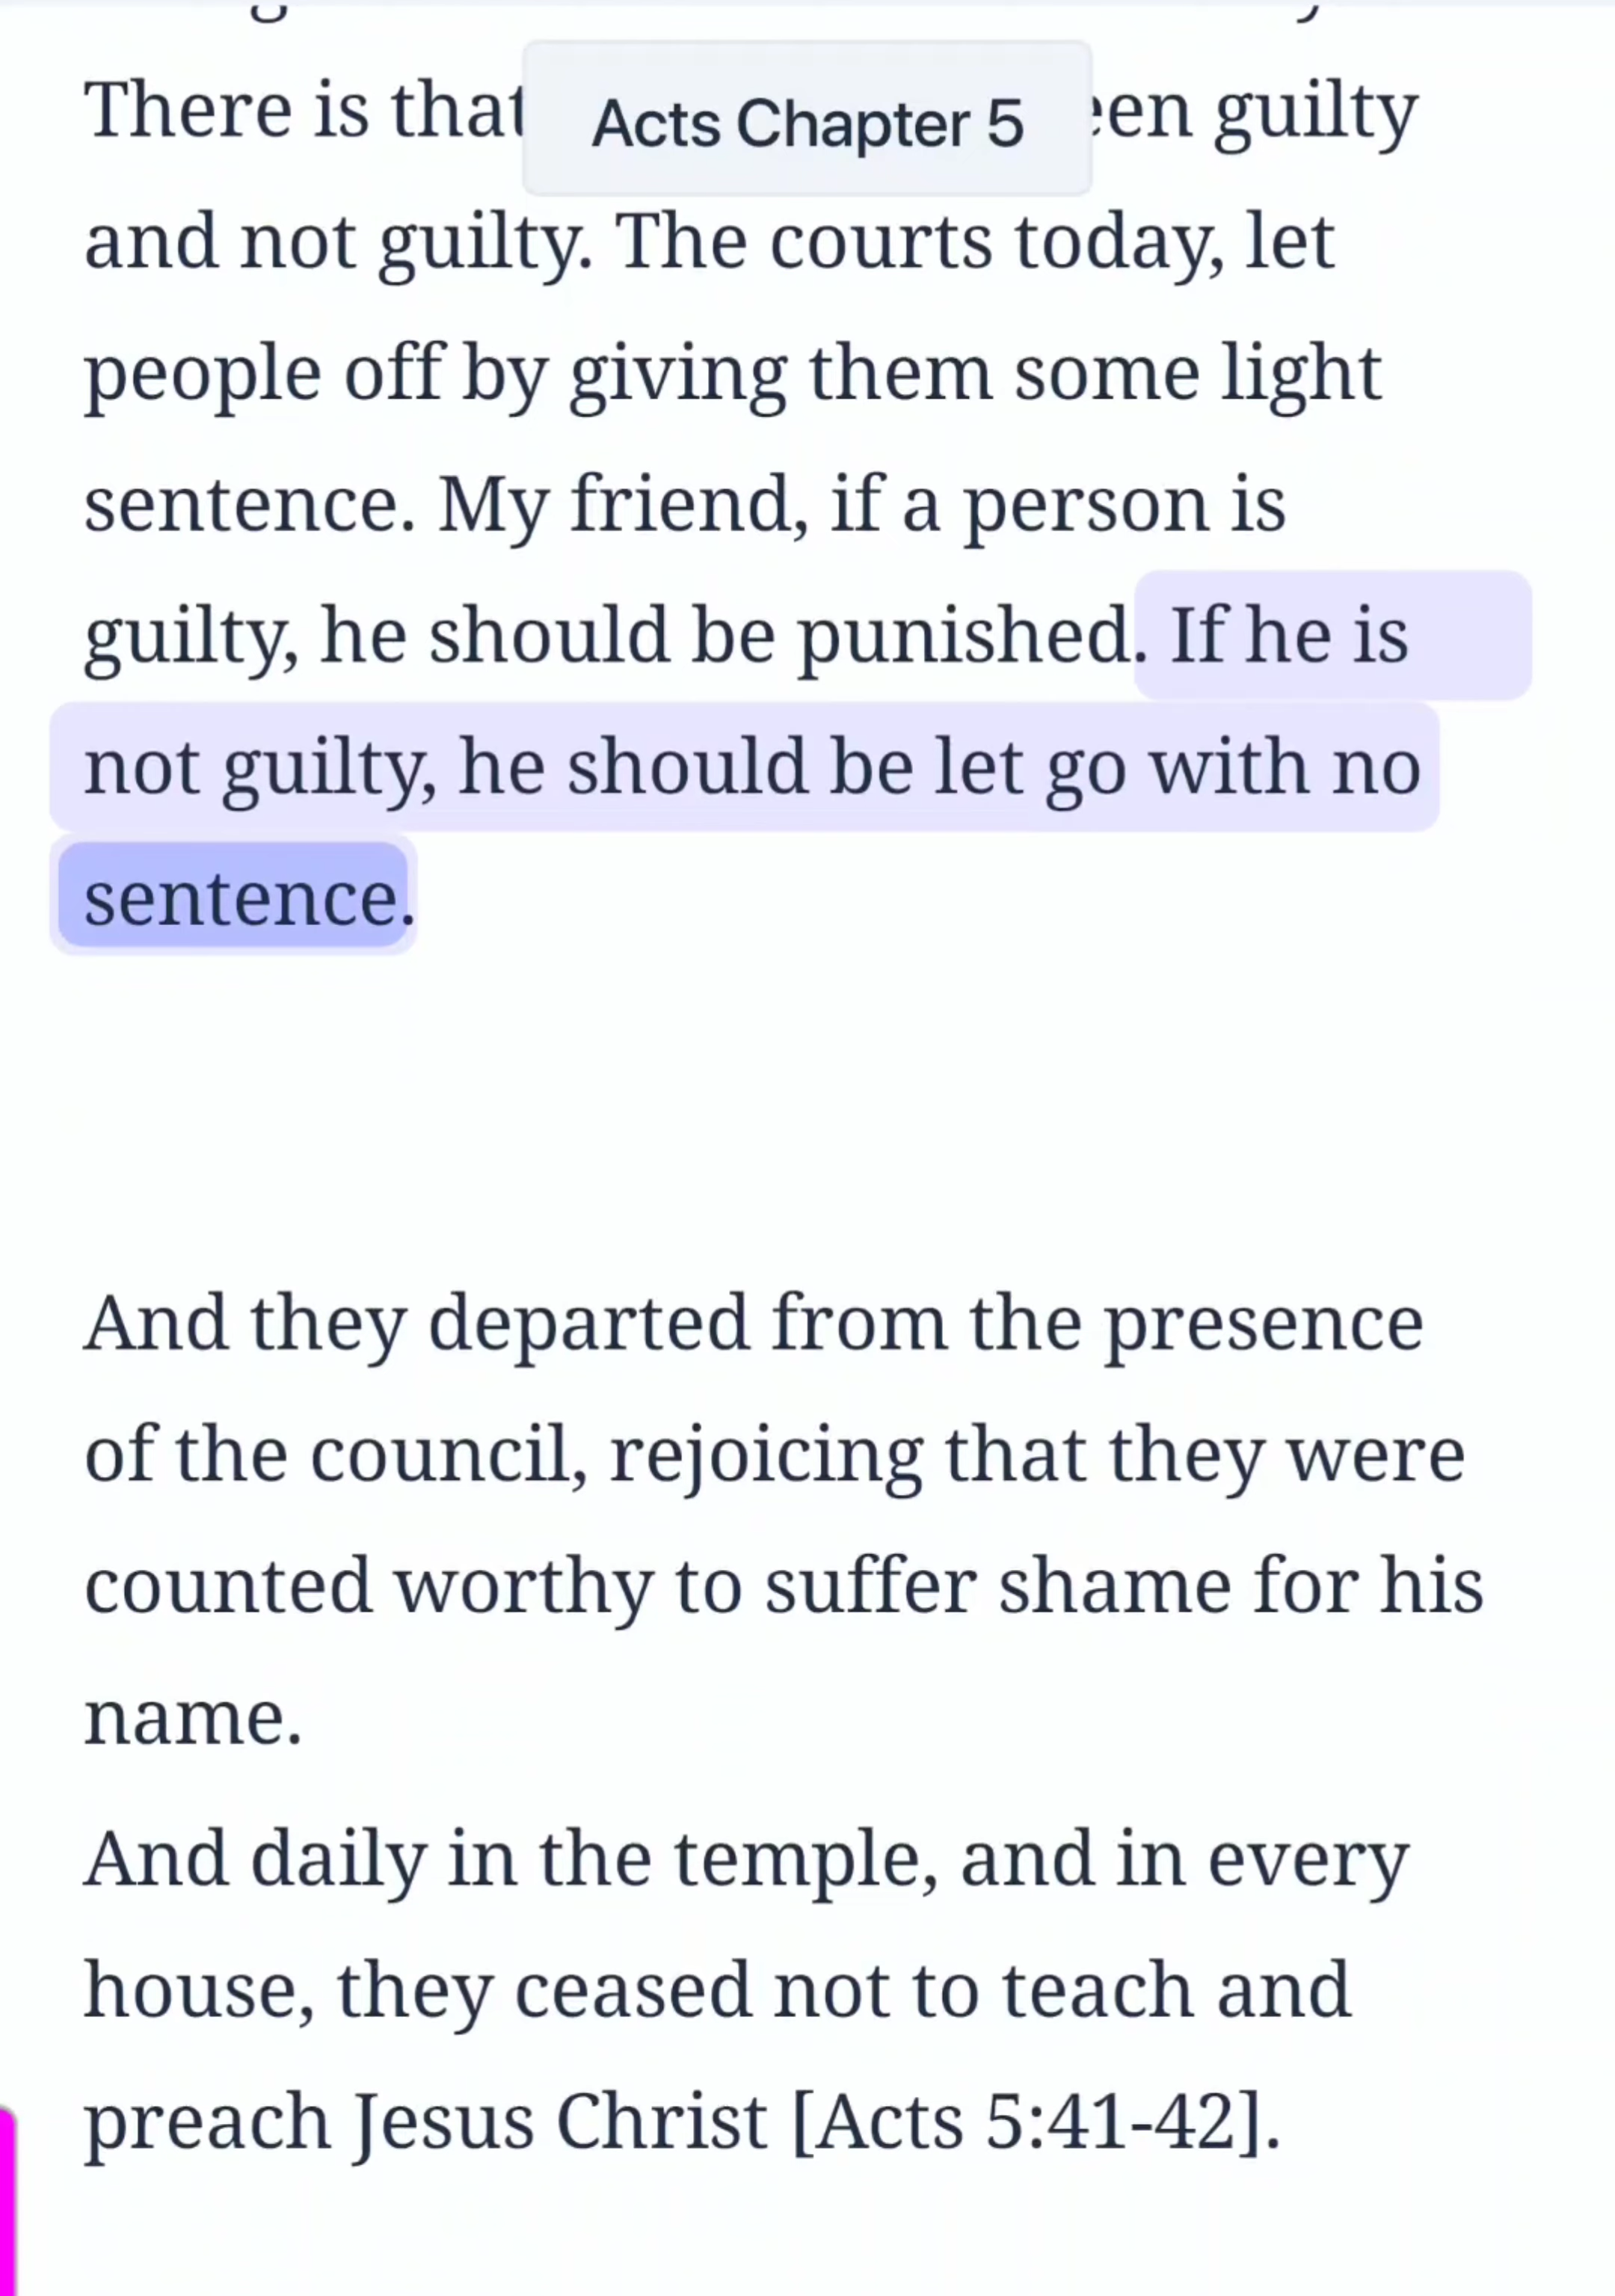 Acts Chapter 5
There is that een guilty
and not guilty. The courts today, let
people off by giving them some light
sentence. My friend, if a person is
guilty, he should be punished. If he is
not guilty, he should be let go with no
sentence.
And they departed from the presence
of the council, rejoicing that they were
counted worthy to suffer shame for his
name.
And daily in the temple, and in every
house, they ceased not to teach and
preach Jesus Christ [Acts 5:41-42].